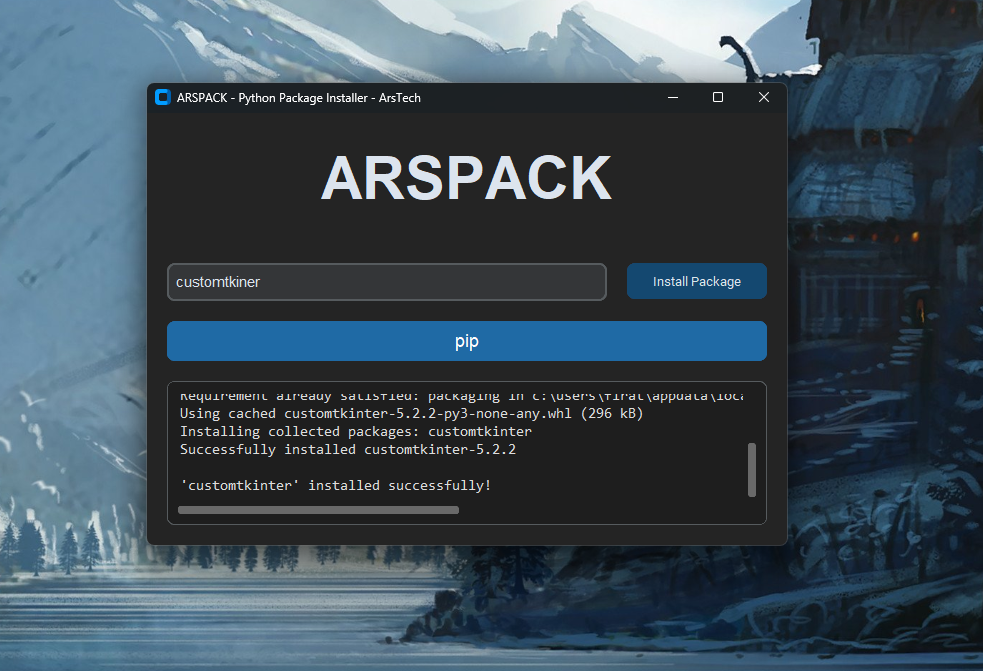 ARSPACK - Python Package Installer - ArsTech
ARSPACK
customtkiner
Install Package
pip
Requirement already satisfied: packaging in c:\users\firat\appdata\loca
Using cached customtkinter-5.2.2-py3-none-any.whl (296 kB)
Installing collected packages: customtkinter
Successfully installed customtkinter-5.2.2
'customtkinter' installed successfully!